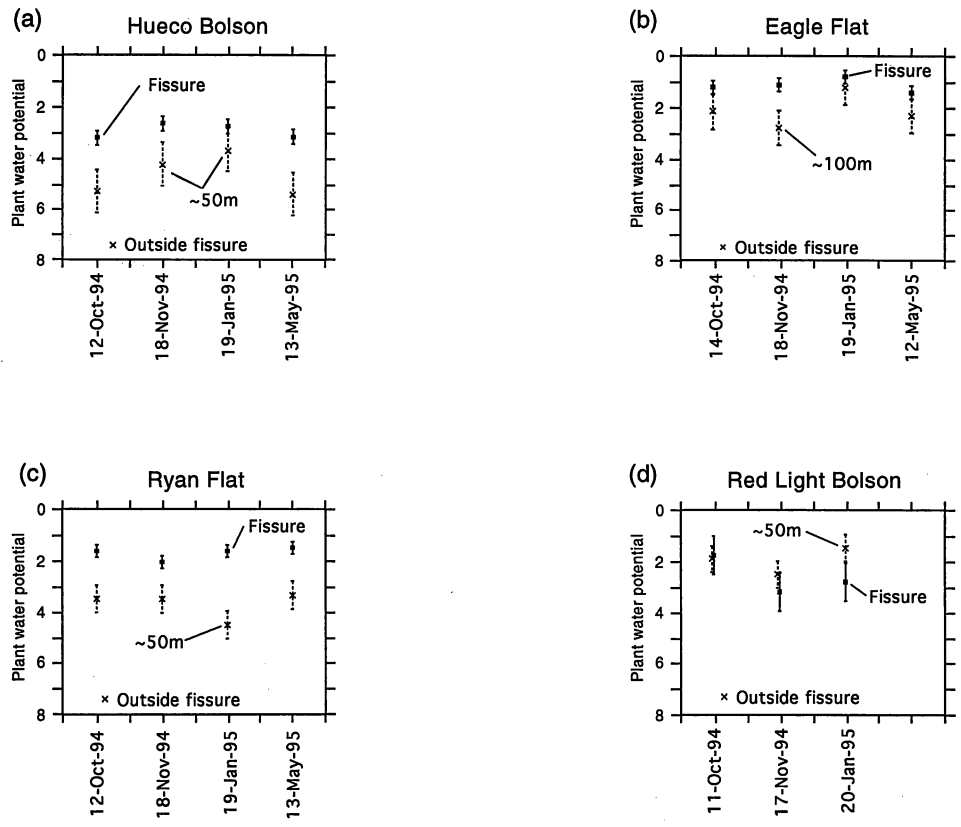 (a)
Hueco Bolson
Plant water potential
0
2
4
6
8
Fissure
~50m
× Outside fissure
12-Oct-94
18-Nov-94
19-Jan-95
13-May-95
(b)
Eagle Flat
Plant water potential
0
2
4
6
8
Fissure
~100m
× Outside fissure
14-Oct-94
18-Nov-94
19-Jan-95
12-May-95
(c)
Ryan Flat
Plant water potential
0
2
4
6
8
Fissure
~50m
× Outside fissure
12-Oct-94
18-Nov-94
19-Jan-95
13-May-95
(d)
Red Light Bolson
Plant water potential
0
2
4
6
8
~50m
Fissure
× Outside fissure
11-Oct-94
17-Nov-94
20-Jan-95